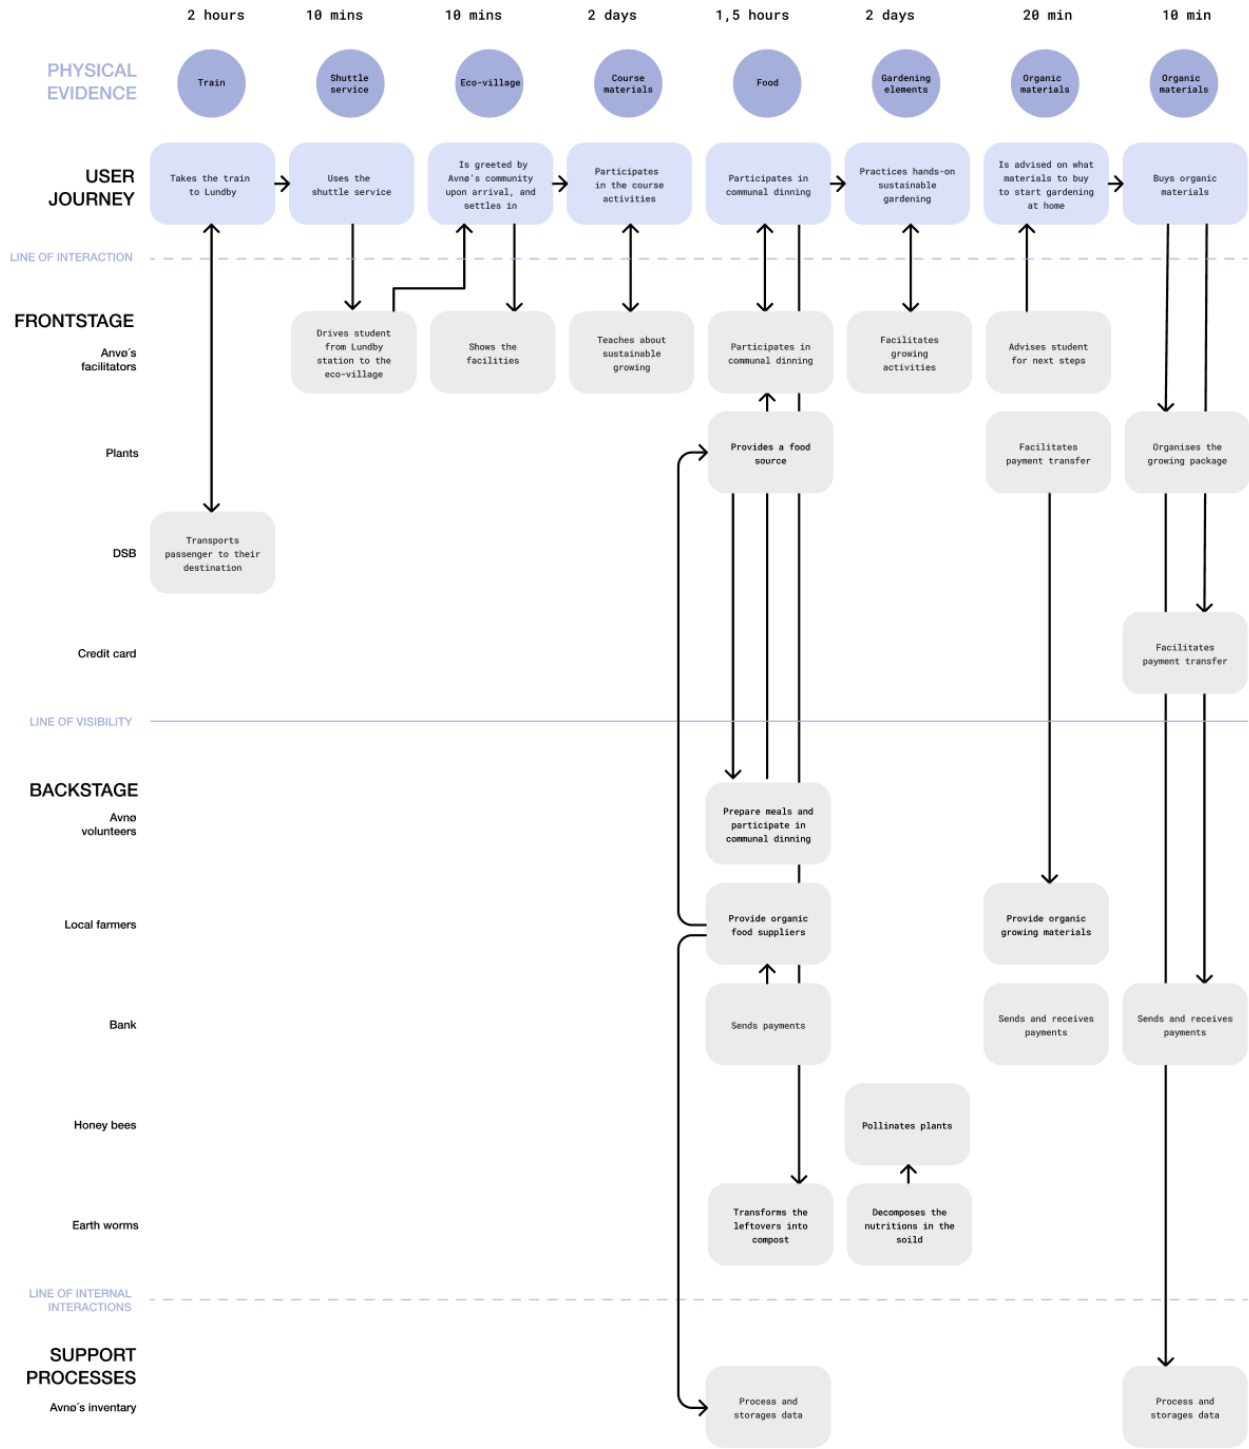 2 hours
10 mins
10 mins
2 days
1,5 hours
2 days
20 min
10 min
PHYSICAL
EVIDENCE
Train
Shuttle
service
Eco-village
Course
materials
Food
Gardening
elements
Organic
materials
Organic
materials
USER
JOURNEY
Takes the train
to Lundby
Uses the
shuttle service
Is greeted by
Avnø's community
upon arrival, and
settles in
Participates
in the course
activities
Participates in
communal dinning
Practices hands-on
sustainable
gardening
Is advised on what
materials to buy
to start gardening
at home
Buys organic
materials
LINE OF INTERACTION
FRONTSTAGE
Anvø´s
facilitators
Drives student
from Lundby
station to the
eco-village
Shows the
facilities
Teaches about
sustainable
growing
Participates in
communal dinning
Facilitates
growing
activities
Advises student
for next steps
Plants
Provides a food
source
Facilitates
payment transfer
Organises the
growing package
DSB
Transports
passenger to their
destination
Credit card
Facilitates
payment transfer
LINE OF VISIBILITY
BACKSTAGE
Avnø
volunteers
Prepare meals and
participate in
communal dinning
Local farmers
Provide organic
food suppliers
Provide organic
growing materials
Bank
Sends payments
Sends and receives
payments
Sends and receives
payments
Honey bees
Pollinates plants
Earth worms
Transforms the
leftovers into
compost
Decomposes the
nutritions in the
soild
LINE OF INTERNAL
INTERACTIONS
SUPPORT
PROCESSES
Avnø´s inventary
Process and
storages data
Process and
storages data